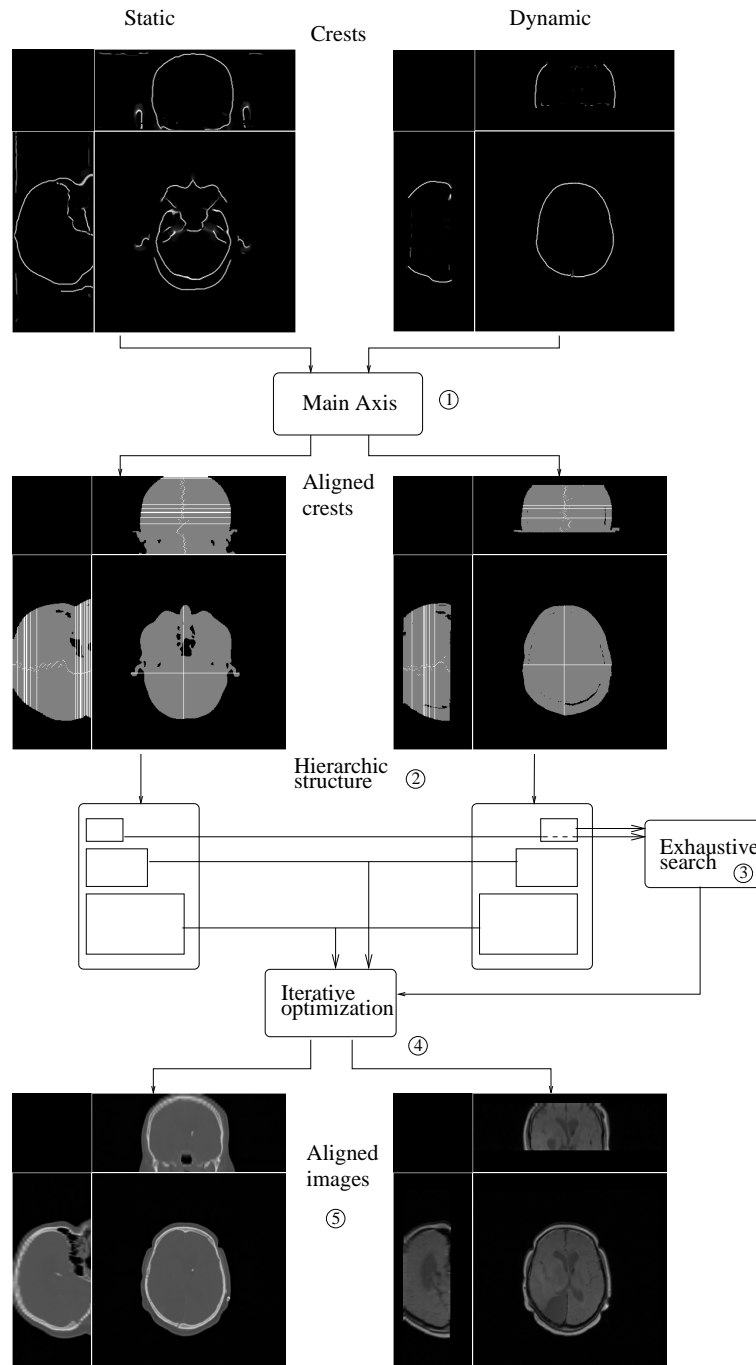 Static
Dynamic
Crests
Main Axis
1
Aligned
crests
Hierarchic
structure
2
Exhaustive
search
3
Iterative
optimization
4
Aligned
images
5